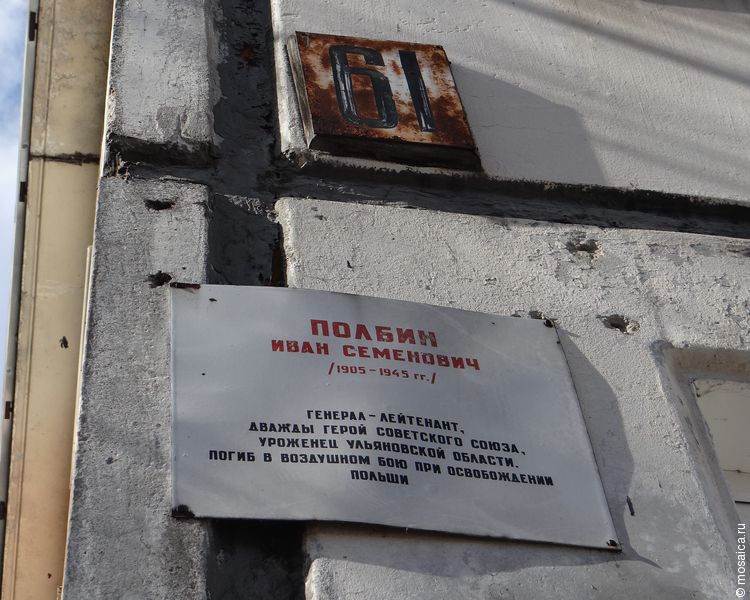 61
ПОЛБИН
ИВАН СЕМЕНОВИЧ
/1905-1945 гг./
ГЕНЕРАЛ-ЛЕЙТЕНАНТ,
ДВАЖДЫ ГЕРОЙ СОВЕТСКОГО СОЮЗА,
УРОЖЕНЕЦ УЛЬЯНОВСКОЙ ОБЛАСТИ.
ПОГИБ В ВОЗДУШНОМ БОЮ ПРИ ОСВОБОЖДЕНИИ
ПОЛЬШИ
© mosaica.ru